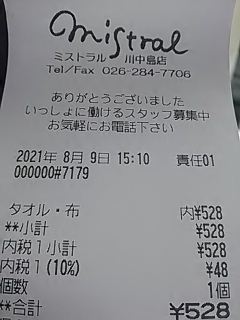 mistral
ミストラル 川中島店
Tel/Fax 026-284-7706
ありがとうございました
いっしょに働けるスタッフ募集中
お気軽にお電話下さい
2021年 8月 9日 15:10 責任01
000000#7179
タオル・布 内¥528
**小計 ¥528
内税1小計 ¥528
内税1(10%) ¥48
個数 1個
**合計 ¥528